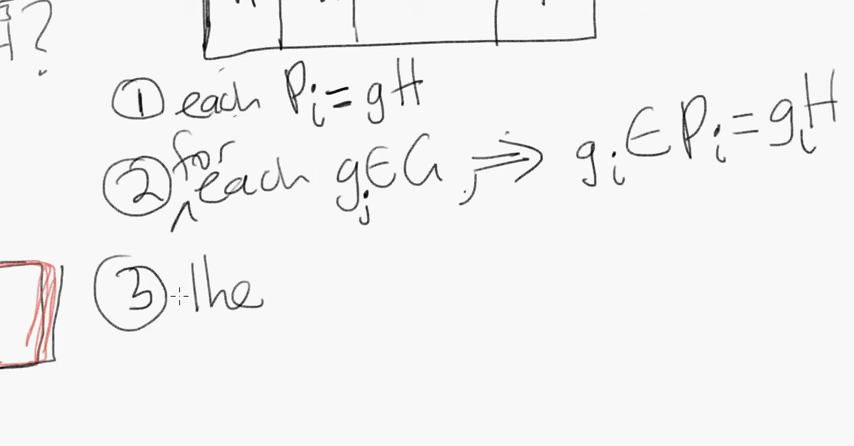 H?
① each Pᵢ = gH
② for each gⱼ ∈ G, ⇒ gᵢ ∈ Pᵢ = gᵢH
③ the